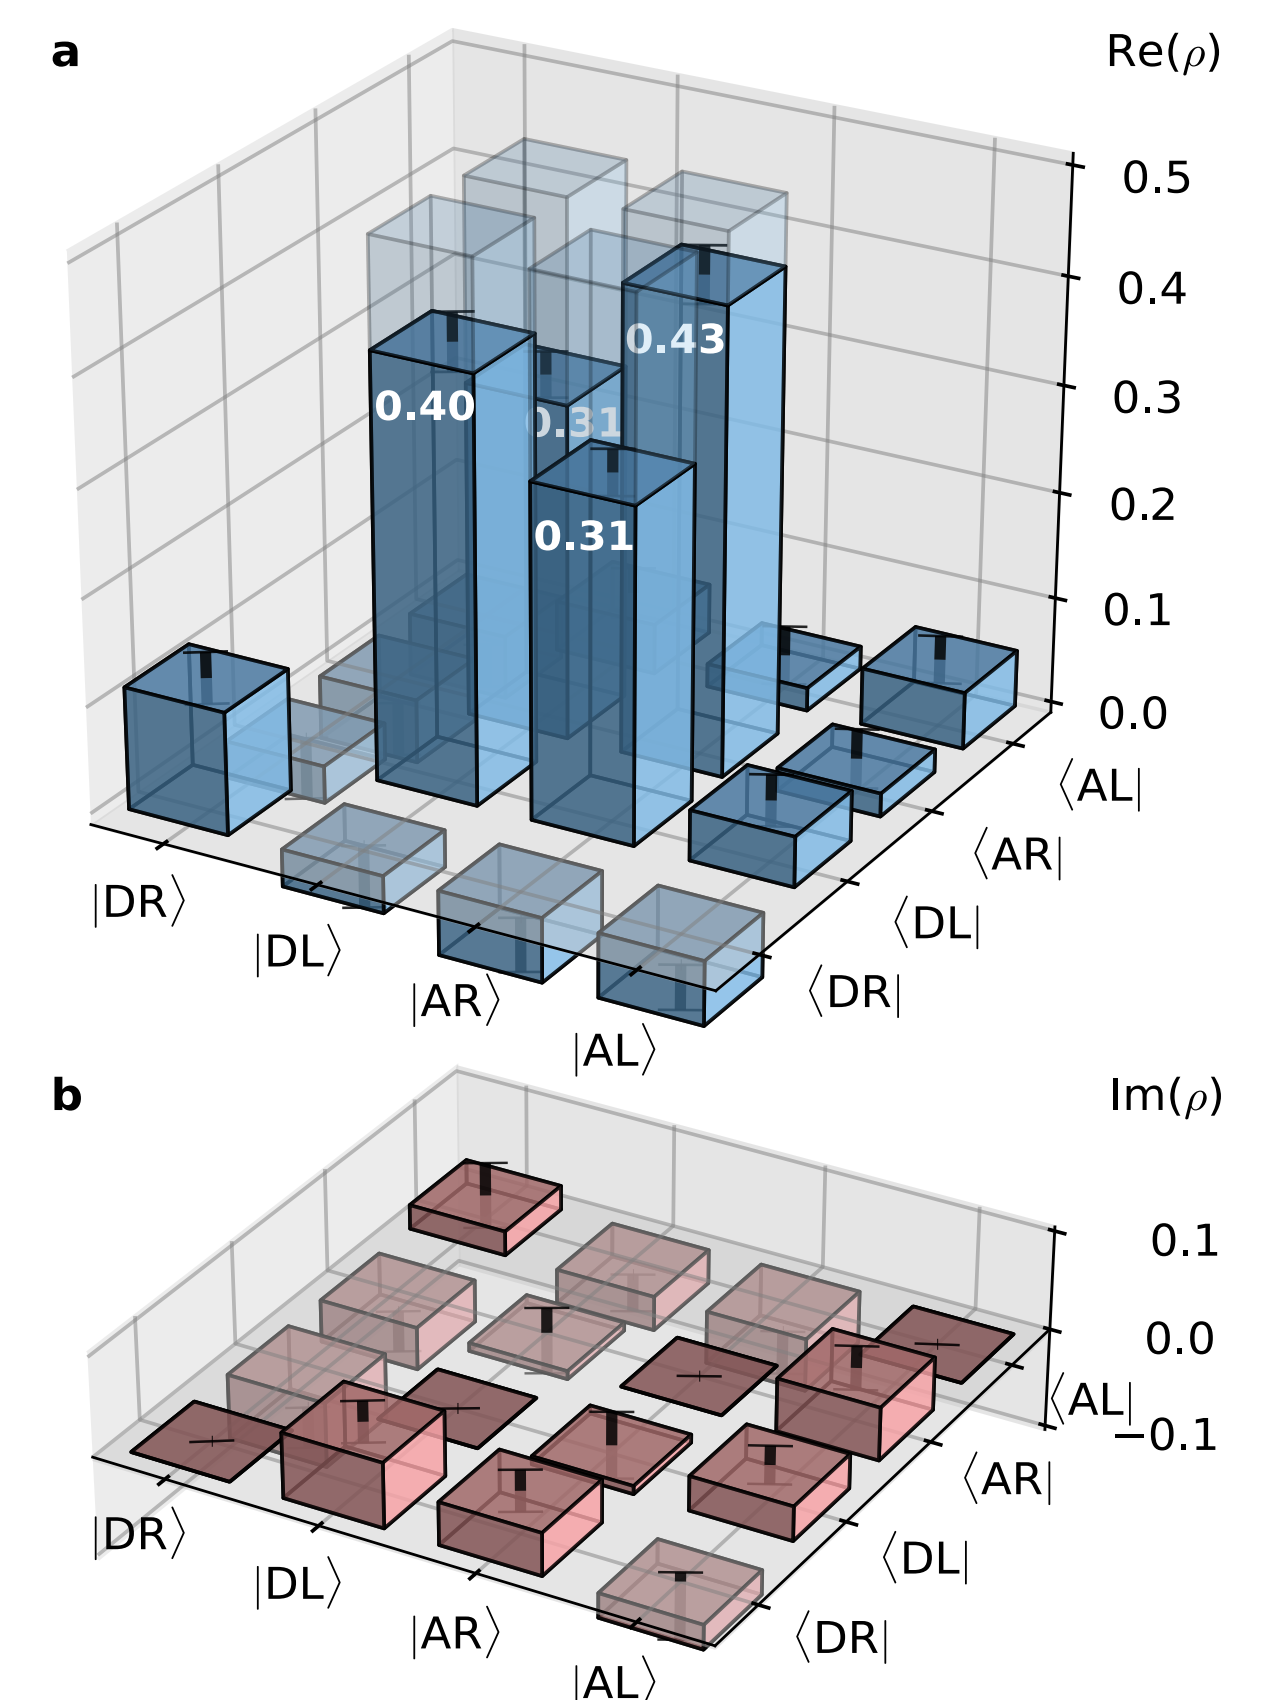 a
Re(ρ)
0.5
0.4
0.3
0.2
0.1
0.0
0.43
0.40
0.31
0.31
|DR⟩
|DL⟩
|AR⟩
|AL⟩
⟨AL|
⟨AR|
⟨DL|
⟨DR|
b
Im(ρ)
0.1
0.0
−0.1
|DR⟩
|DL⟩
|AR⟩
|AL⟩
⟨AL|
⟨AR|
⟨DL|
⟨DR|